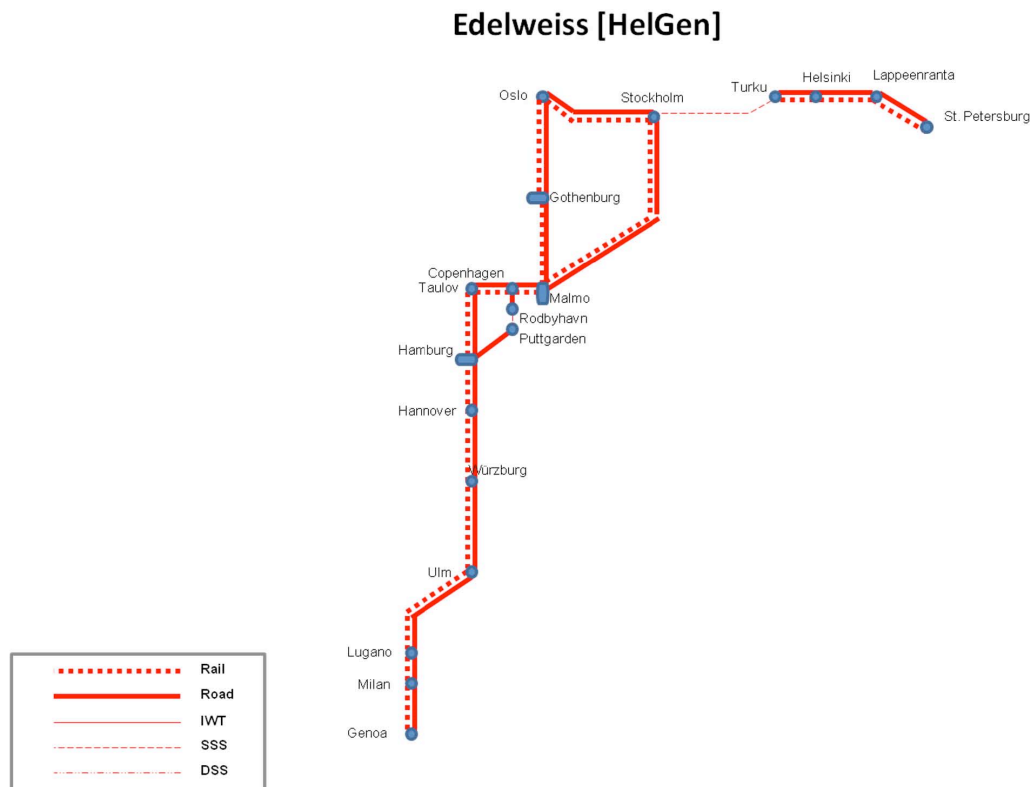 Edelweiss [HelGen]
Oslo
Stockholm
Turku
Helsinki
Lappeenranta
St. Petersburg
Gothenburg
Copenhagen
Taulov
Malmo
Rodbyhavn
Puttgarden
Hamburg
Hannover
Würzburg
Ulm
Lugano
Milan
Genoa
Rail
Road
IWT
SSS
DSS